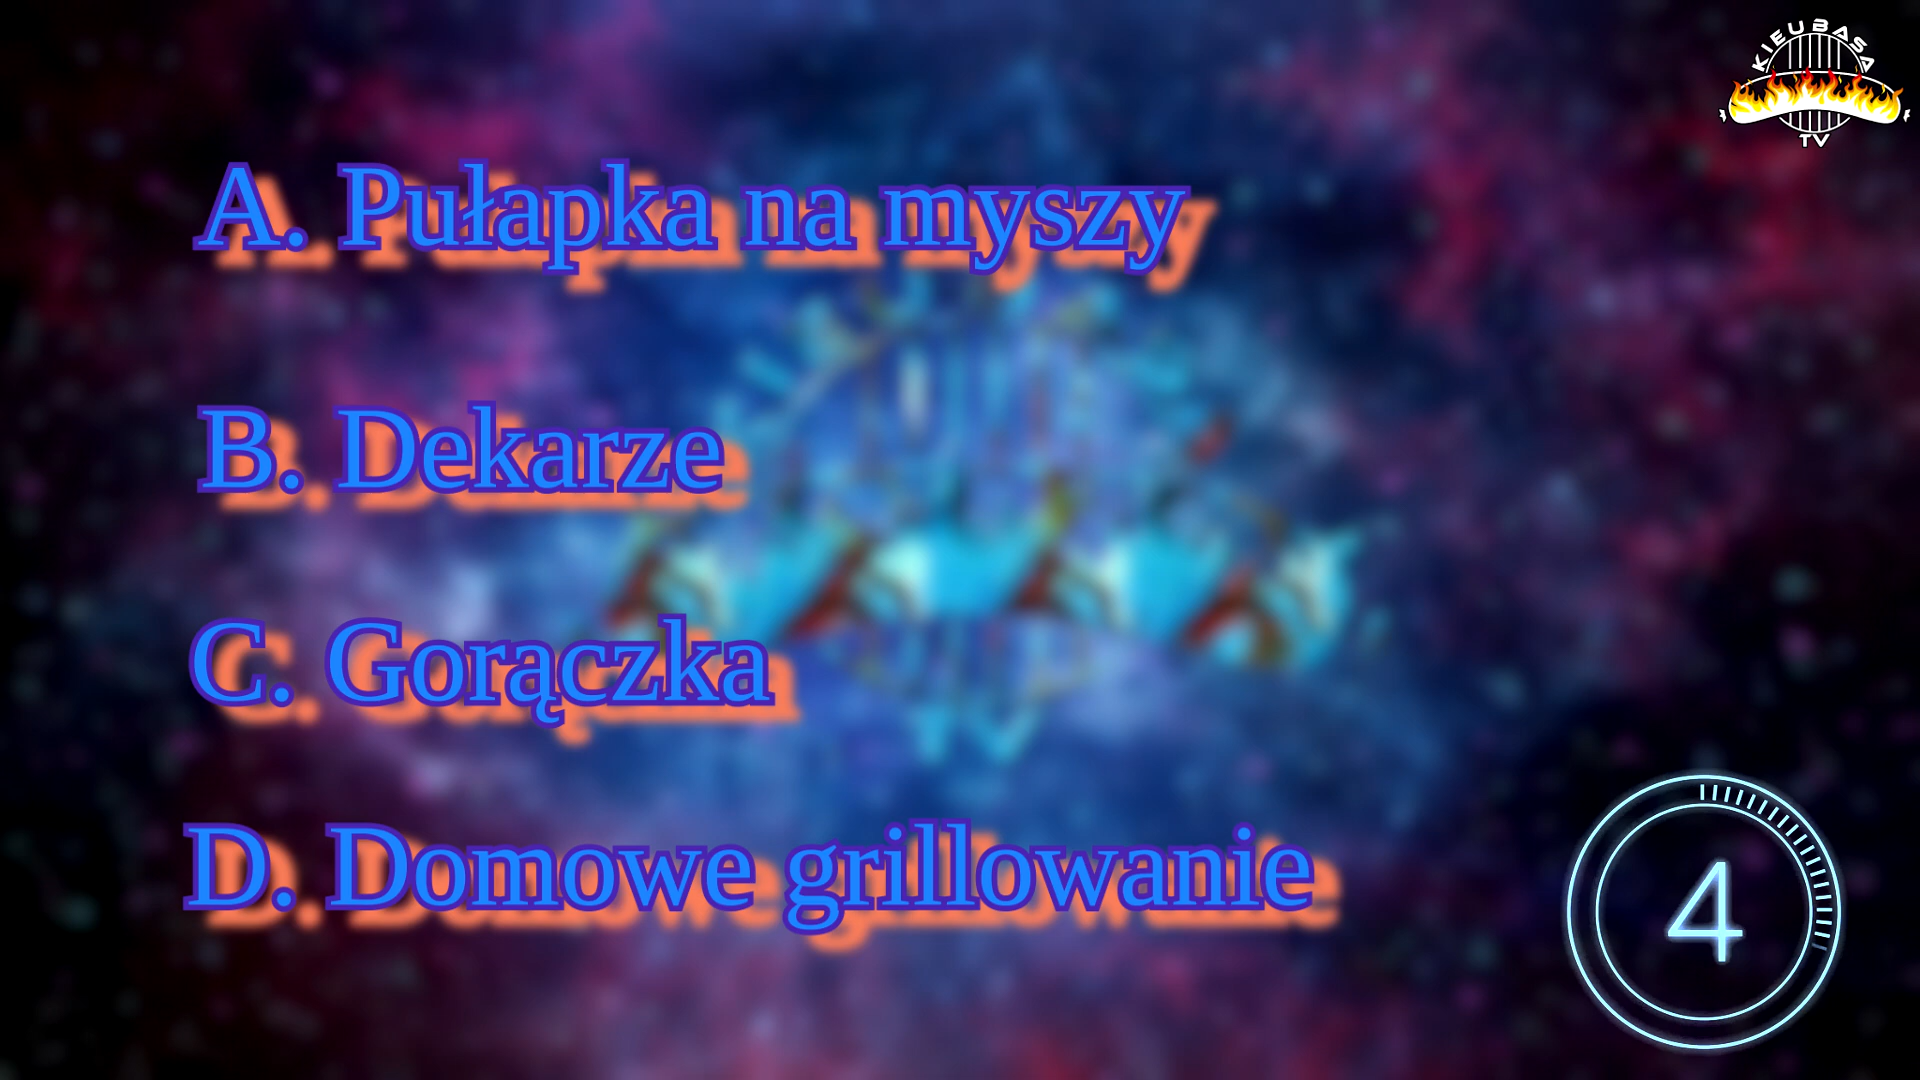 KIEUBASA
TV
A. Pułapka na myszy
B. Dekarze
C. Gorączka
D. Domowe grillowanie
4